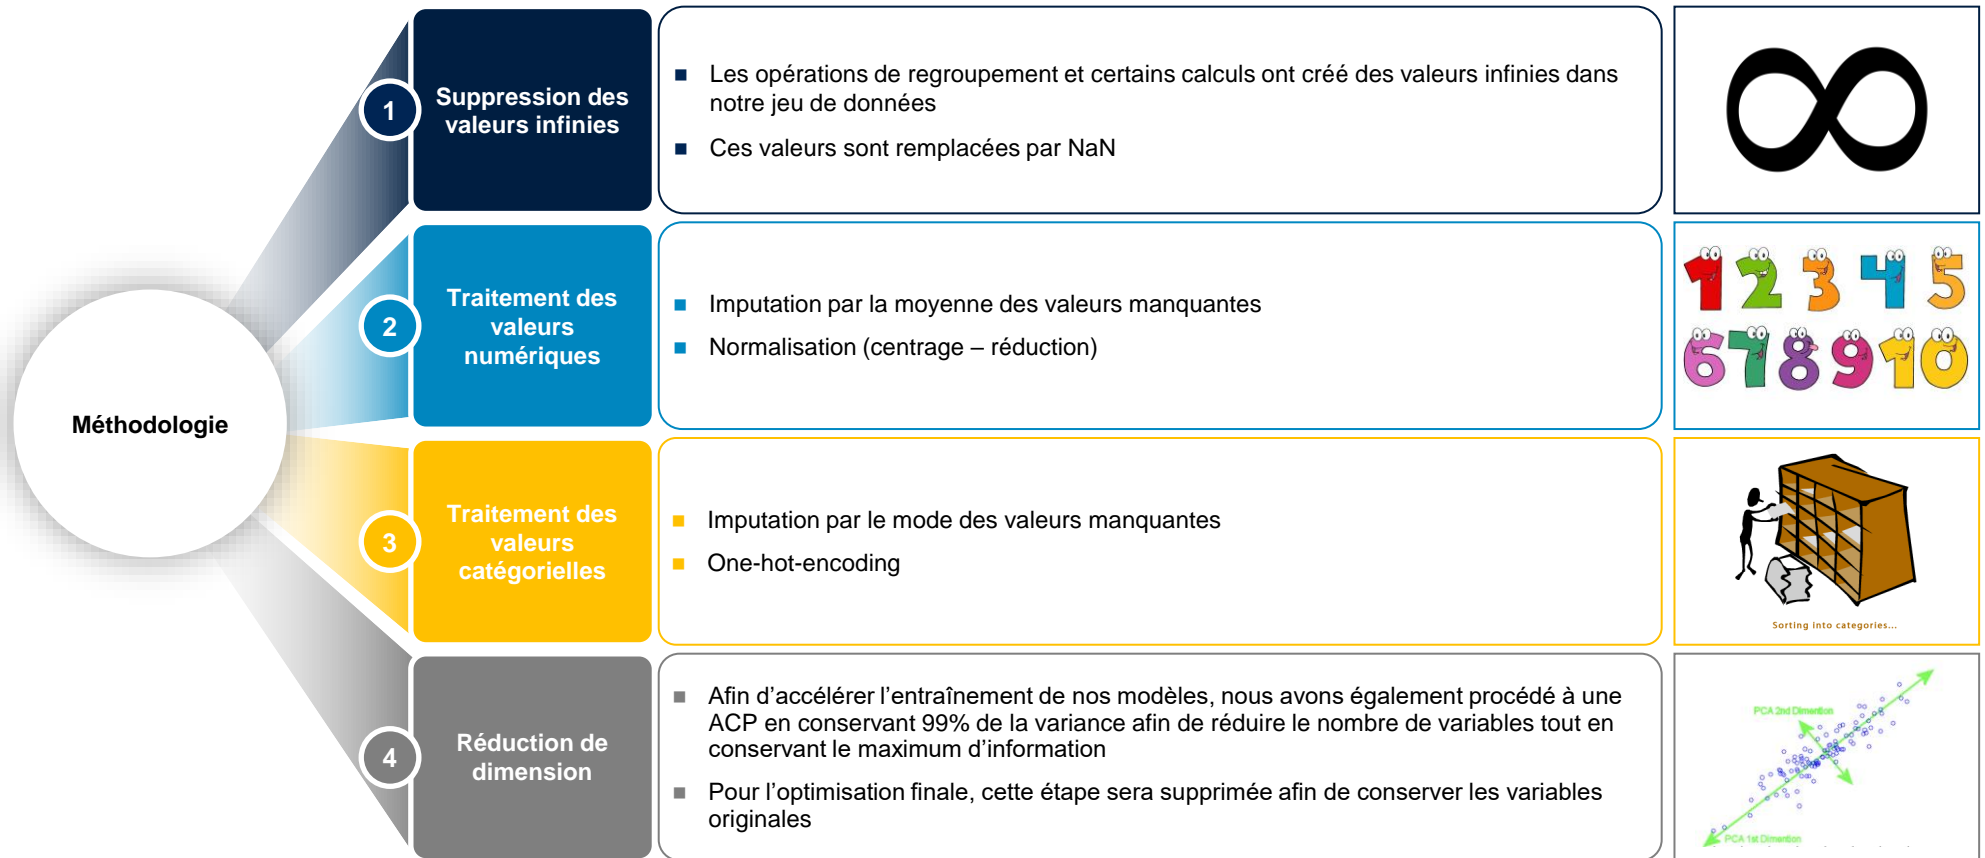 Méthodologie
1
Suppression des
valeurs infinies
■ Les opérations de regroupement et certains calculs ont créé des valeurs infinies dans
notre jeu de données
■ Ces valeurs sont remplacées par NaN
2
Traitement des
valeurs
numériques
■ Imputation par la moyenne des valeurs manquantes
■ Normalisation (centrage – réduction)
1 2 3 4 5
6 7 8 9 10
3
Traitement des
valeurs
catégorielles
■ Imputation par le mode des valeurs manquantes
■ One-hot-encoding
Sorting into categories...
4
Réduction de
dimension
■ Afin d’accélérer l’entraînement de nos modèles, nous avons également procédé à une
ACP en conservant 99% de la variance afin de réduire le nombre de variables tout en
conservant le maximum d’information
■ Pour l’optimisation finale, cette étape sera supprimée afin de conserver les variables
originales
PCA 2nd Dimention
PCA 1st Dimention